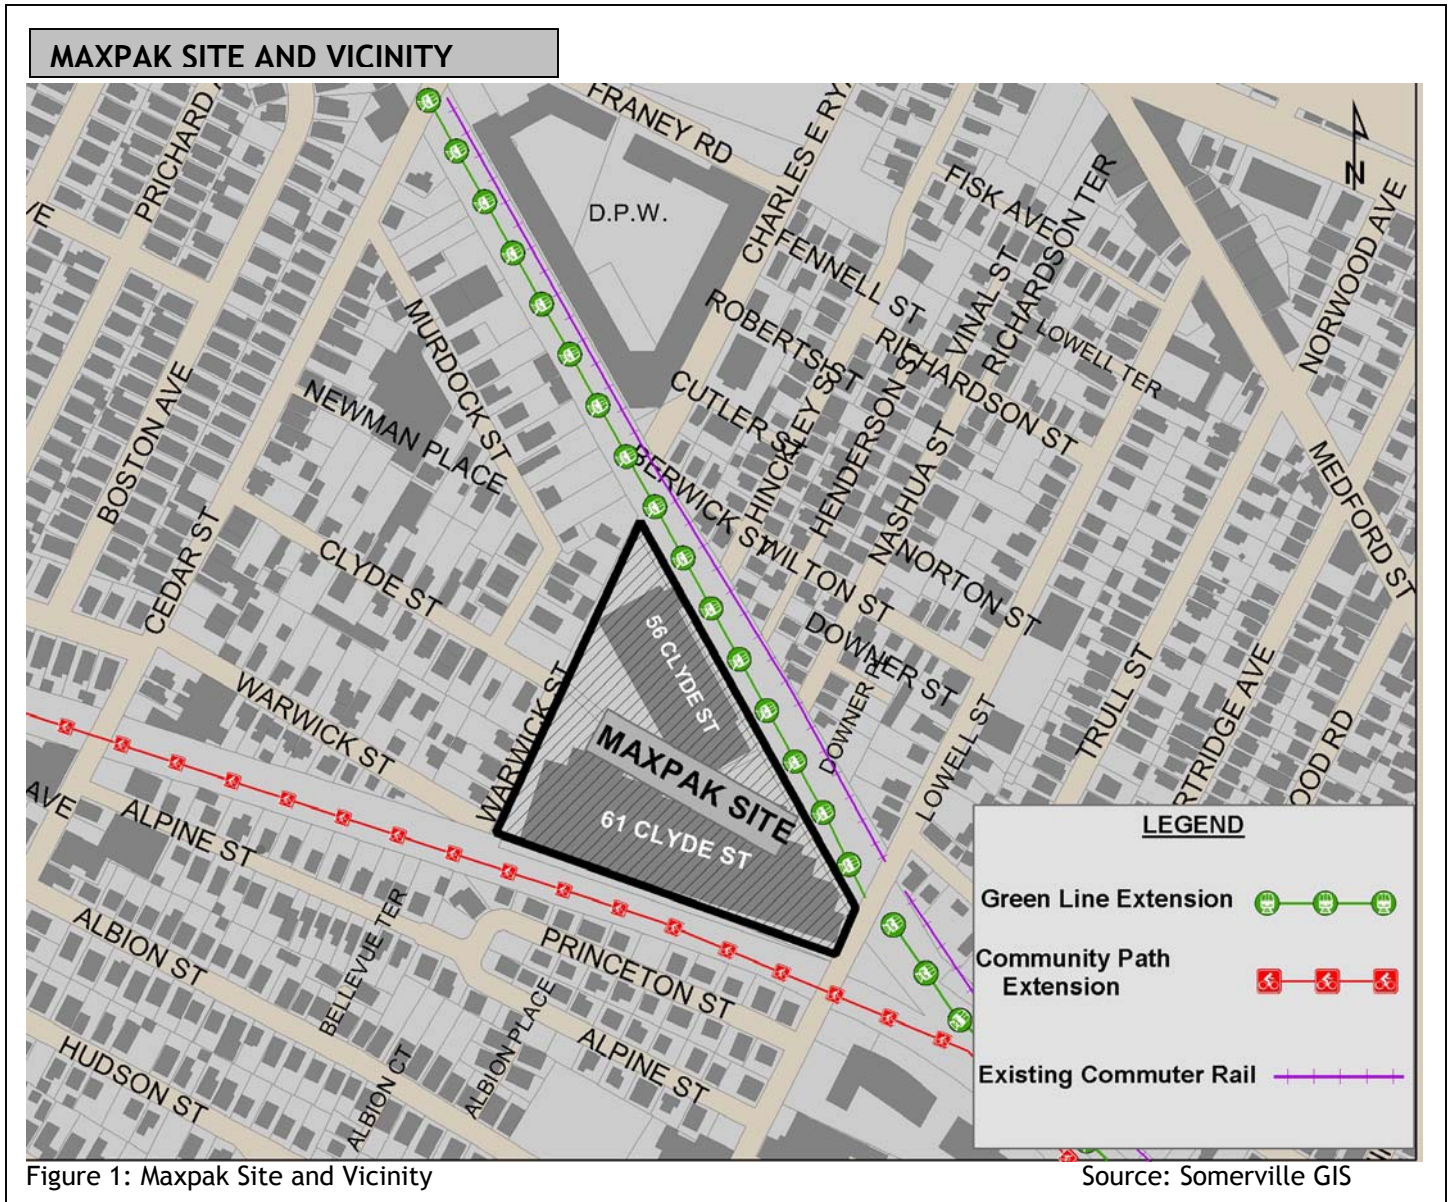 MAXPAK SITE AND VICINITY
FRANEY RD
CHARLES E RY
PRICHARD
VE
D.P.W.
N
FISK AVE
RICHARDSON TER
NORWOOD AVE
FENNELL ST
VINAL ST
ROBERTS ST
RICHARDSON ST
LOWELL TER
MURDOCK ST
CUTLER ST
HINCKLEY ST
HENDERSON ST
NEWMAN PLACE
BOSTON AVE
BERWICK ST
NASHUA ST
MEDFORD ST
CEDAR ST
CLYDE ST
WILTON ST
NORTON ST
DOWNER ST
DOWNER PL
56 CLYDE ST
WARWICK ST
WARWICK ST
MAXPAK SITE
61 CLYDE ST
LOWELL ST
TRULL ST
RTRIDGE AVE
OOD RD
AVE
ALPINE ST
ALBION ST
BELLEVUE TER
PRINCETON ST
ALBION PLACE
ALPINE ST
HUDSON ST
ALBION CT
LEGEND
Green Line Extension
Community Path
Extension
Existing Commuter Rail
Figure 1: Maxpak Site and Vicinity
Source: Somerville GIS